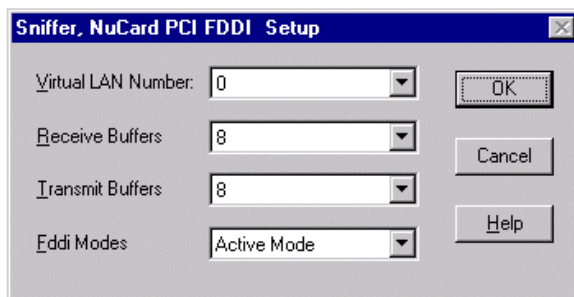 Sniffer, NuCard PCI FDDI Setup
Virtual LAN Number: 0
OK
Receive Buffers 8
Cancel
Transmit Buffers 8
Help
Fddi Modes Active Mode